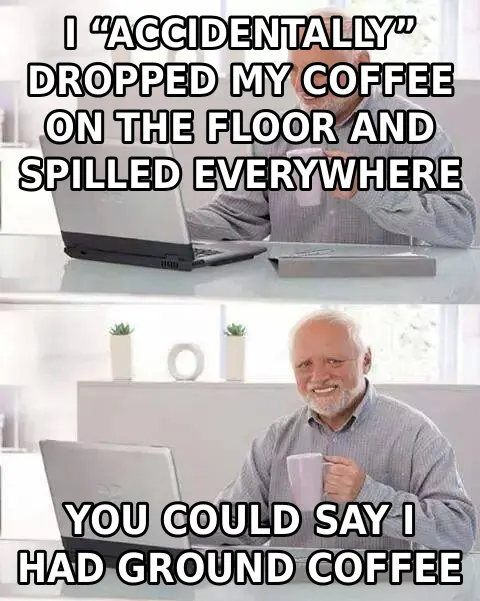 I “ACCIDENTALLY”
DROPPED MY COFFEE
ON THE FLOOR AND
SPILLED EVERYWHERE
YOU COULD SAY I
HAD GROUND COFFEE